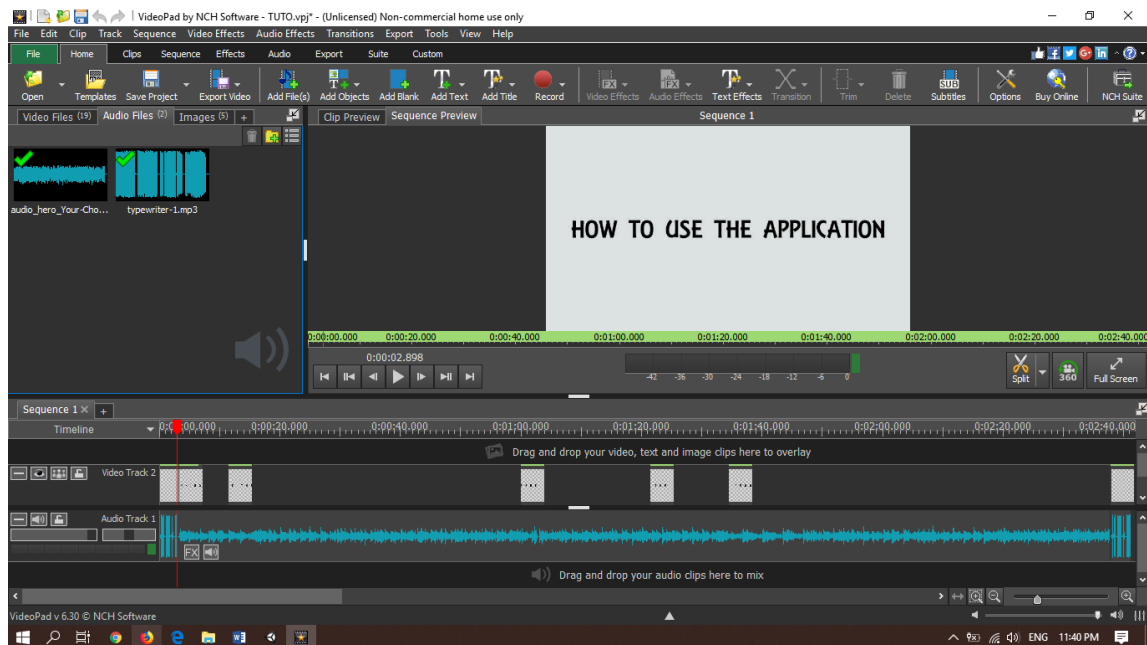 VideoPad by NCH Software - TUTO.vpj* - (Unlicensed) Non-commercial home use only
File Edit Clip Track Sequence Video Effects Audio Effects Transitions Export Tools View Help
File Home Clips Sequence Effects Audio Export Suite Custom
Open Templates Save Project Export Video Add File(s) Add Objects Add Blank Add Text Add Title Record Video Effects Audio Effects Text Effects Transition Trim Delete Subtitles Options Buy Online NCH Suite
Video Files (19) Audio Files (2) Images (5) +
Clip Preview Sequence Preview Sequence 1
audio_hero_Your-Cho... typewriter-1.mp3
HOW TO USE THE APPLICATION
0:00:00.000 0:00:20.000 0:00:40.000 0:01:00.000 0:01:20.000 0:01:40.000 0:02:00.000 0:02:20.000 0:02:40.000
0:00:02.898
-42 -36 -30 -24 -18 -12 -6 0
Split 360 Full Screen
Sequence 1 × +
Timeline 0:00:00.000 0:00:20.000 0:00:40.000 0:01:00.000 0:01:20.000 0:01:40.000 0:02:00.000 0:02:20.000 0:02:40.000
Drag and drop your video, text and image clips here to overlay
Video Track 2
Audio Track 1
FX
Drag and drop your audio clips here to mix
VideoPad v 6.30 © NCH Software
ENG 11:40 PM